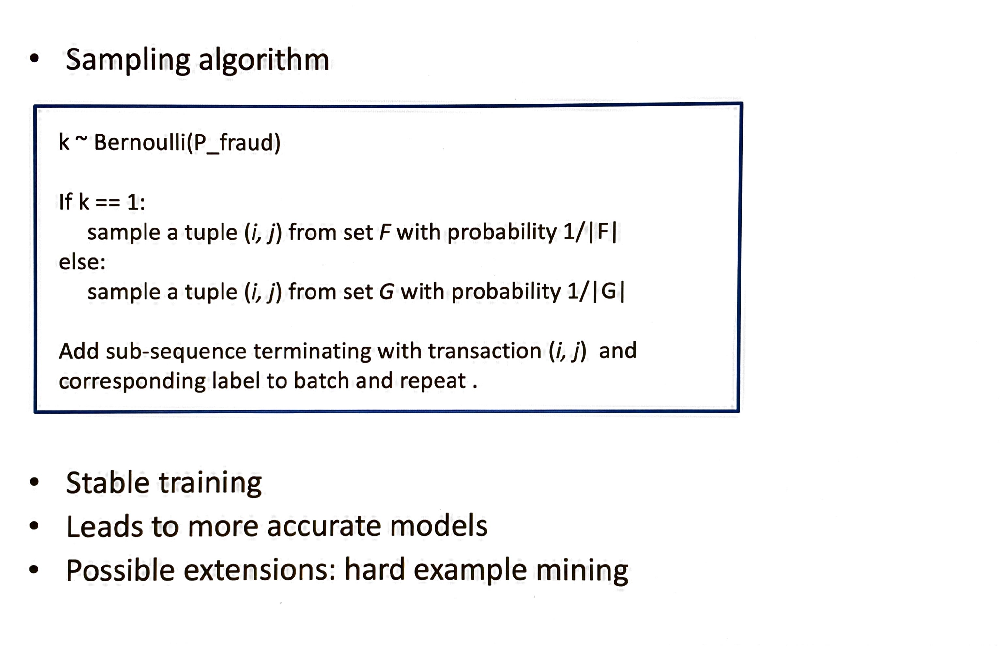 • Sampling algorithm
k ~ Bernoulli(P_fraud)
If k == 1:
sample a tuple (i, j) from set F with probability 1/|F|
else:
sample a tuple (i, j) from set G with probability 1/|G|
Add sub-sequence terminating with transaction (i, j) and
corresponding label to batch and repeat .
• Stable training
• Leads to more accurate models
• Possible extensions: hard example mining